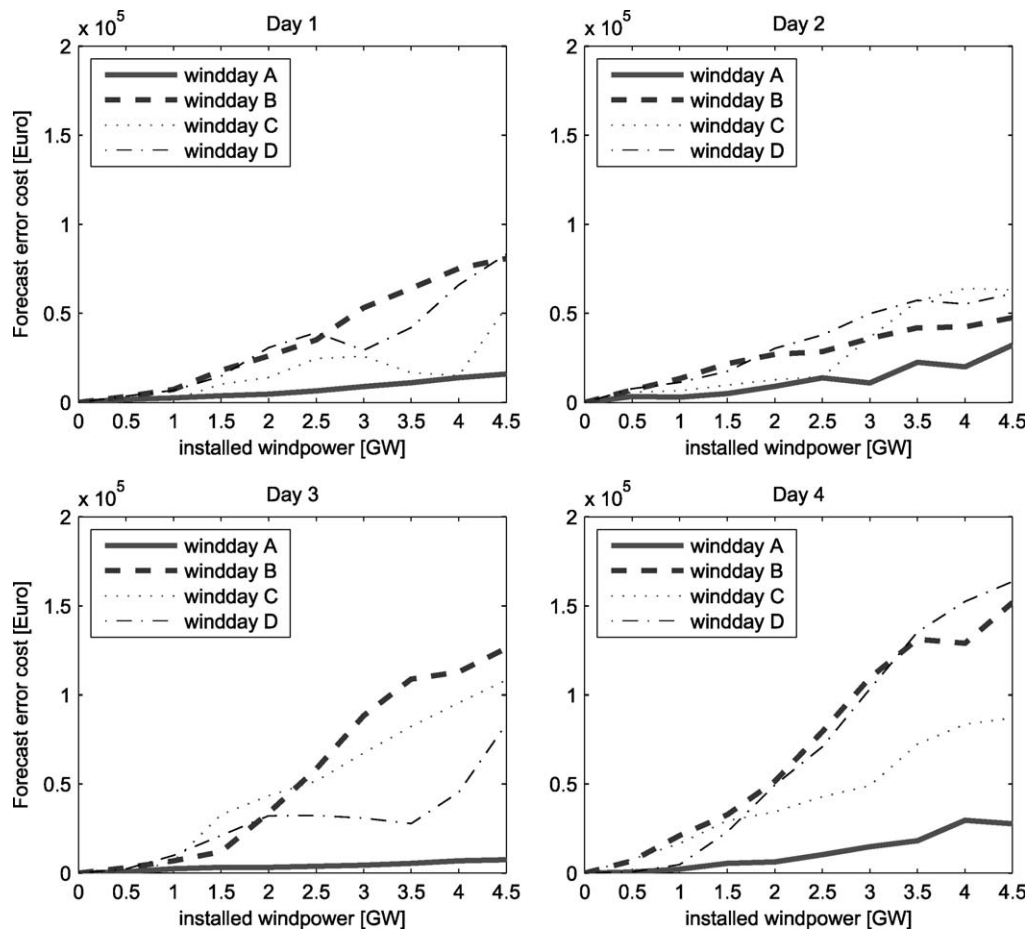 x 10^5
Day 1
2
1.5
1
0.5
0
Forecast error cost [Euro]
windday A
windday B
windday C
windday D
0 0.5 1 1.5 2 2.5 3 3.5 4 4.5
installed windpower [GW]
x 10^5
Day 2
2
1.5
1
0.5
0
windday A
windday B
windday C
windday D
0 0.5 1 1.5 2 2.5 3 3.5 4 4.5
installed windpower [GW]
x 10^5
Day 3
2
1.5
1
0.5
0
Forecast error cost [Euro]
windday A
windday B
windday C
windday D
0 0.5 1 1.5 2 2.5 3 3.5 4 4.5
installed windpower [GW]
x 10^5
Day 4
2
1.5
1
0.5
0
windday A
windday B
windday C
windday D
0 0.5 1 1.5 2 2.5 3 3.5 4 4.5
installed windpower [GW]